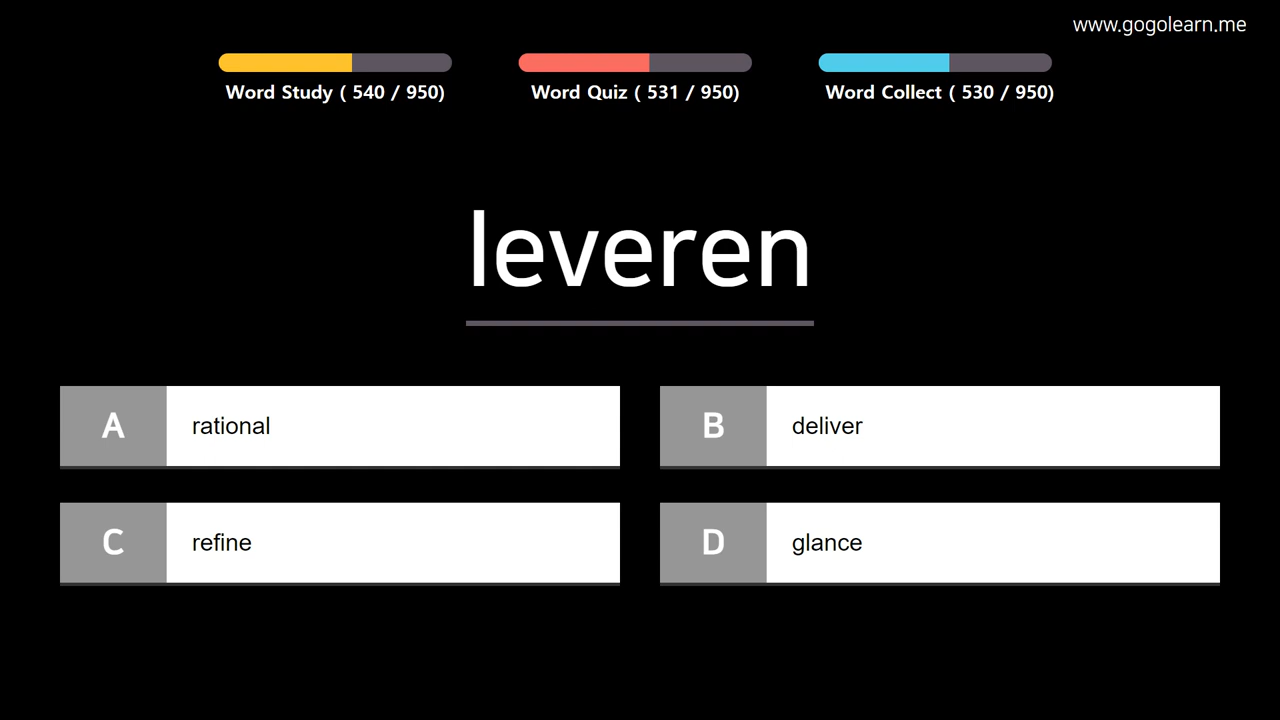 www.gogolearn.me
Word Study ( 540 / 950)
Word Quiz ( 531 / 950)
Word Collect ( 530 / 950)
leveren
A rational
B deliver
C refine
D glance